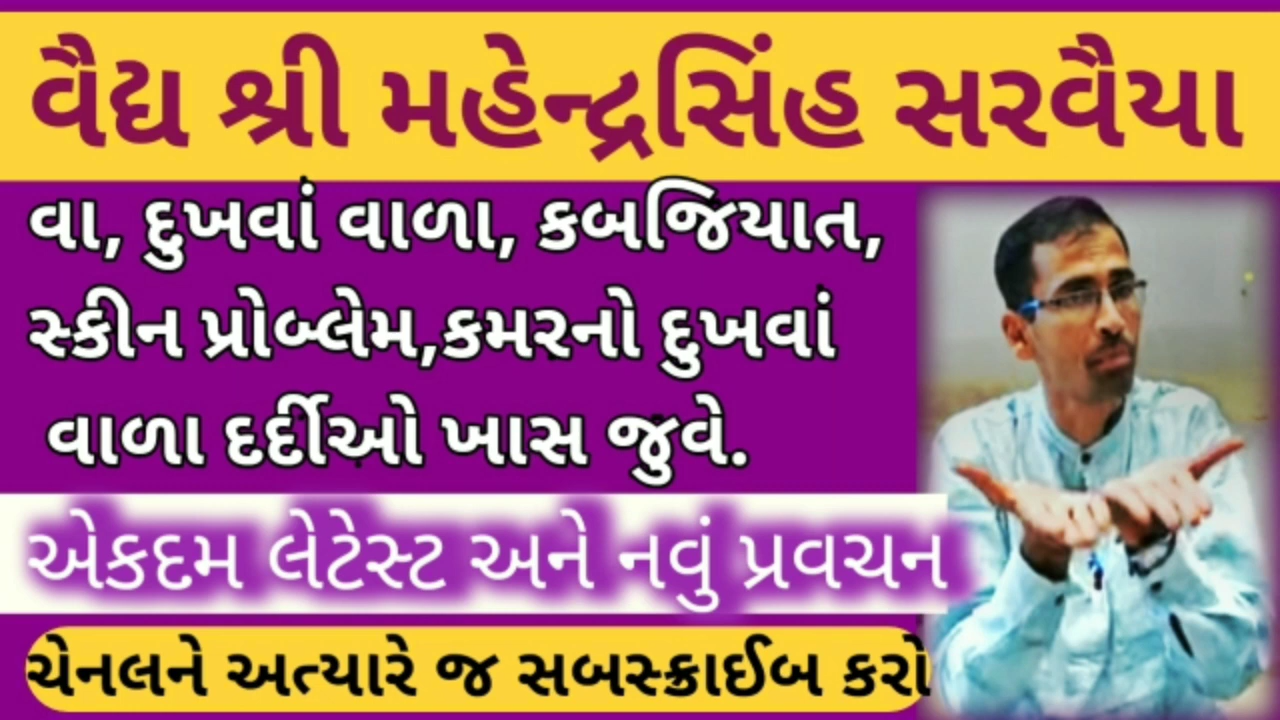 વૈદ્ય શ્રી મહેન્દ્રસિંહ સરવૈયા
વા, દુખવાં વાળા, કબજિયાત,
સ્કીન પ્રોબ્લેમ,કમરનો દુખવાં
વાળા દર્દીઓ ખાસ જુવે.
એકદમ લેટેસ્ટ અને નવું પ્રવચન
ચેનલને અત્યારે જ સબસ્ક્રાઈબ કરો